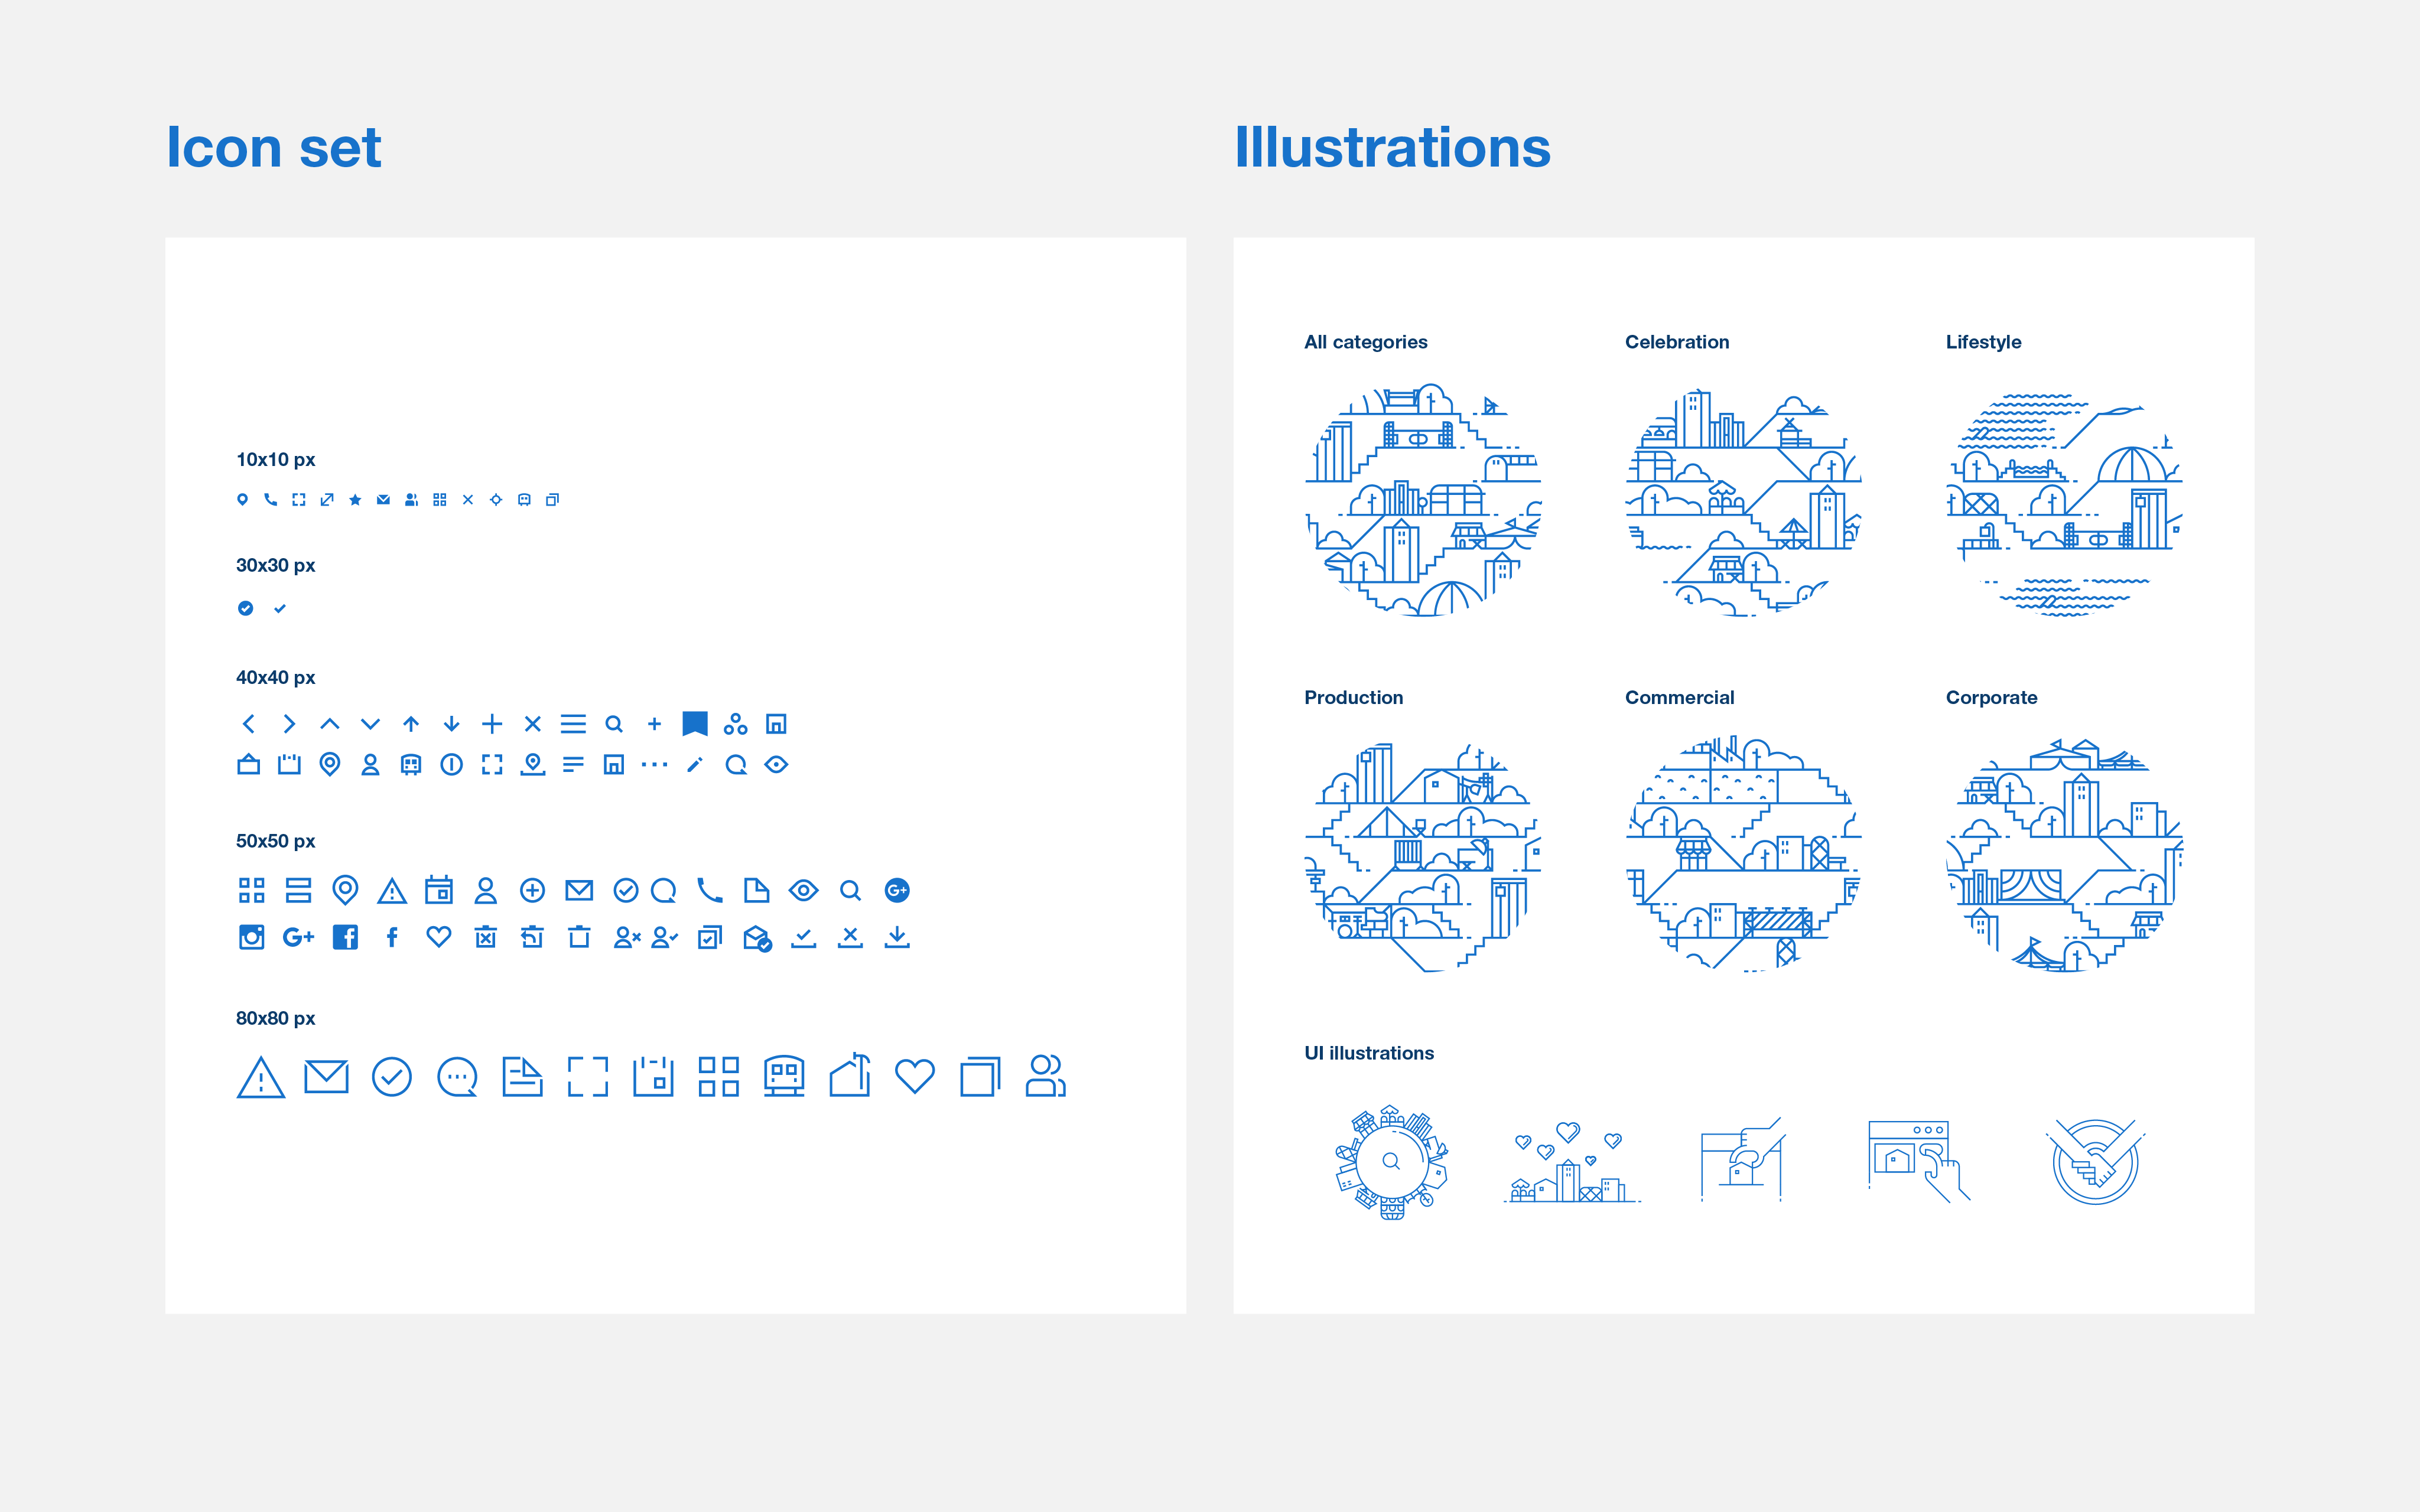 Icon set
10x10 px
30x30 px
40x40 px
50x50 px
G+
G+
f
f
80x80 px
Illustrations
All categories
Celebration
Lifestyle
Production
Commercial
Corporate
UI illustrations